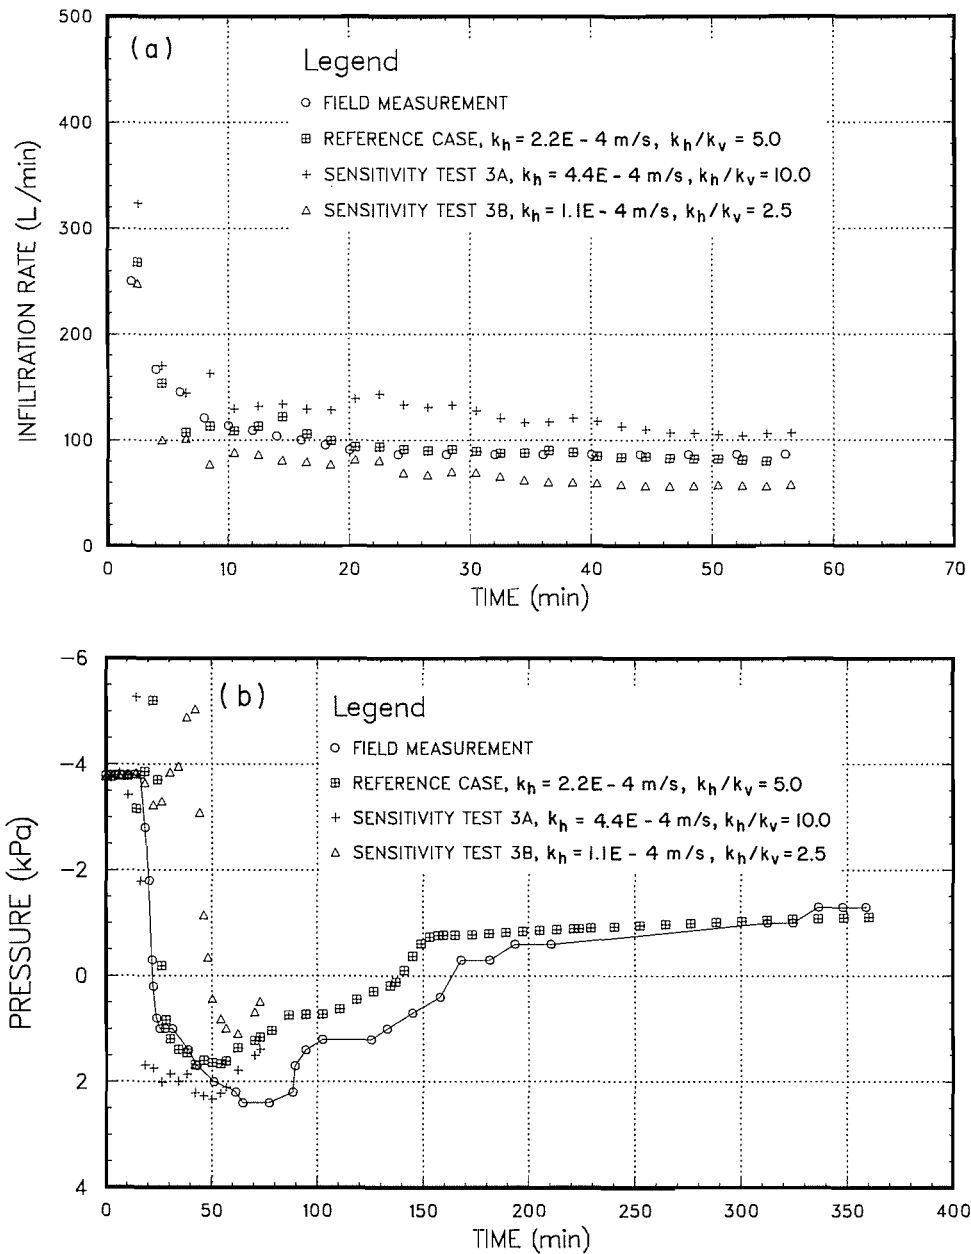 500
400
300
200
100
0
INFILTRATION RATE (L/min)
(a)
Legend
FIELD MEASUREMENT
REFERENCE CASE, kh = 2.2E - 4 m/s, kh/kv = 5.0
SENSITIVITY TEST 3A, kh = 4.4E - 4 m/s, kh/kv = 10.0
SENSITIVITY TEST 3B, kh = 1.1E - 4 m/s, kh/kv = 2.5
0 10 20 30 40 50 60 70
TIME (min)
-6
-4
-2
0
2
4
PRESSURE (kPa)
(b)
Legend
FIELD MEASUREMENT
REFERENCE CASE, kh = 2.2E - 4 m/s, kh/kv = 5.0
SENSITIVITY TEST 3A, kh = 4.4E - 4 m/s, kh/kv = 10.0
SENSITIVITY TEST 3B, kh = 1.1E - 4 m/s, kh/kv = 2.5
0 50 100 150 200 250 300 350 400
TIME (min)